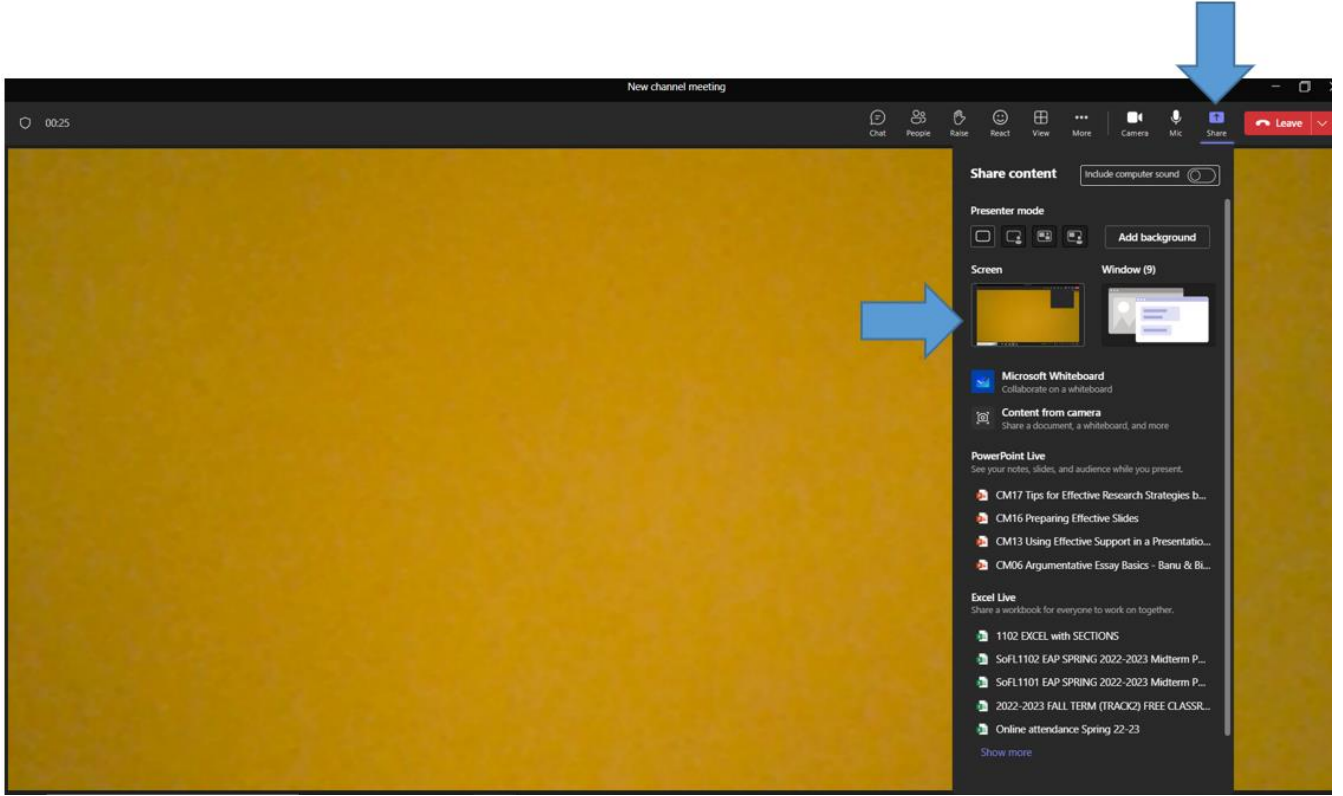 New channel meeting
00:25
Chat People Raise React View More Camera Mic Share Leave
Share content Include computer sound
Presenter mode
Add background
Screen Window (9)
Microsoft Whiteboard
Collaborate on a whiteboard
Content from camera
Share a document, a whiteboard, and more
PowerPoint Live
See your notes, slides, and audience while you present.
CM17 Tips for Effective Research Strategies b...
CM16 Preparing Effective Slides
CM13 Using Effective Support in a Presentatio...
CM06 Argumentative Essay Basics - Banu & Bi...
Excel Live
Share a workbook for everyone to work on together.
1102 EXCEL with SECTIONS
SoFL1102 EAP SPRING 2022-2023 Midterm P...
SoFL1101 EAP SPRING 2022-2023 Midterm P...
2022-2023 FALL TERM (TRACK2) FREE CLASSR...
Online attendance Spring 22-23
Show more